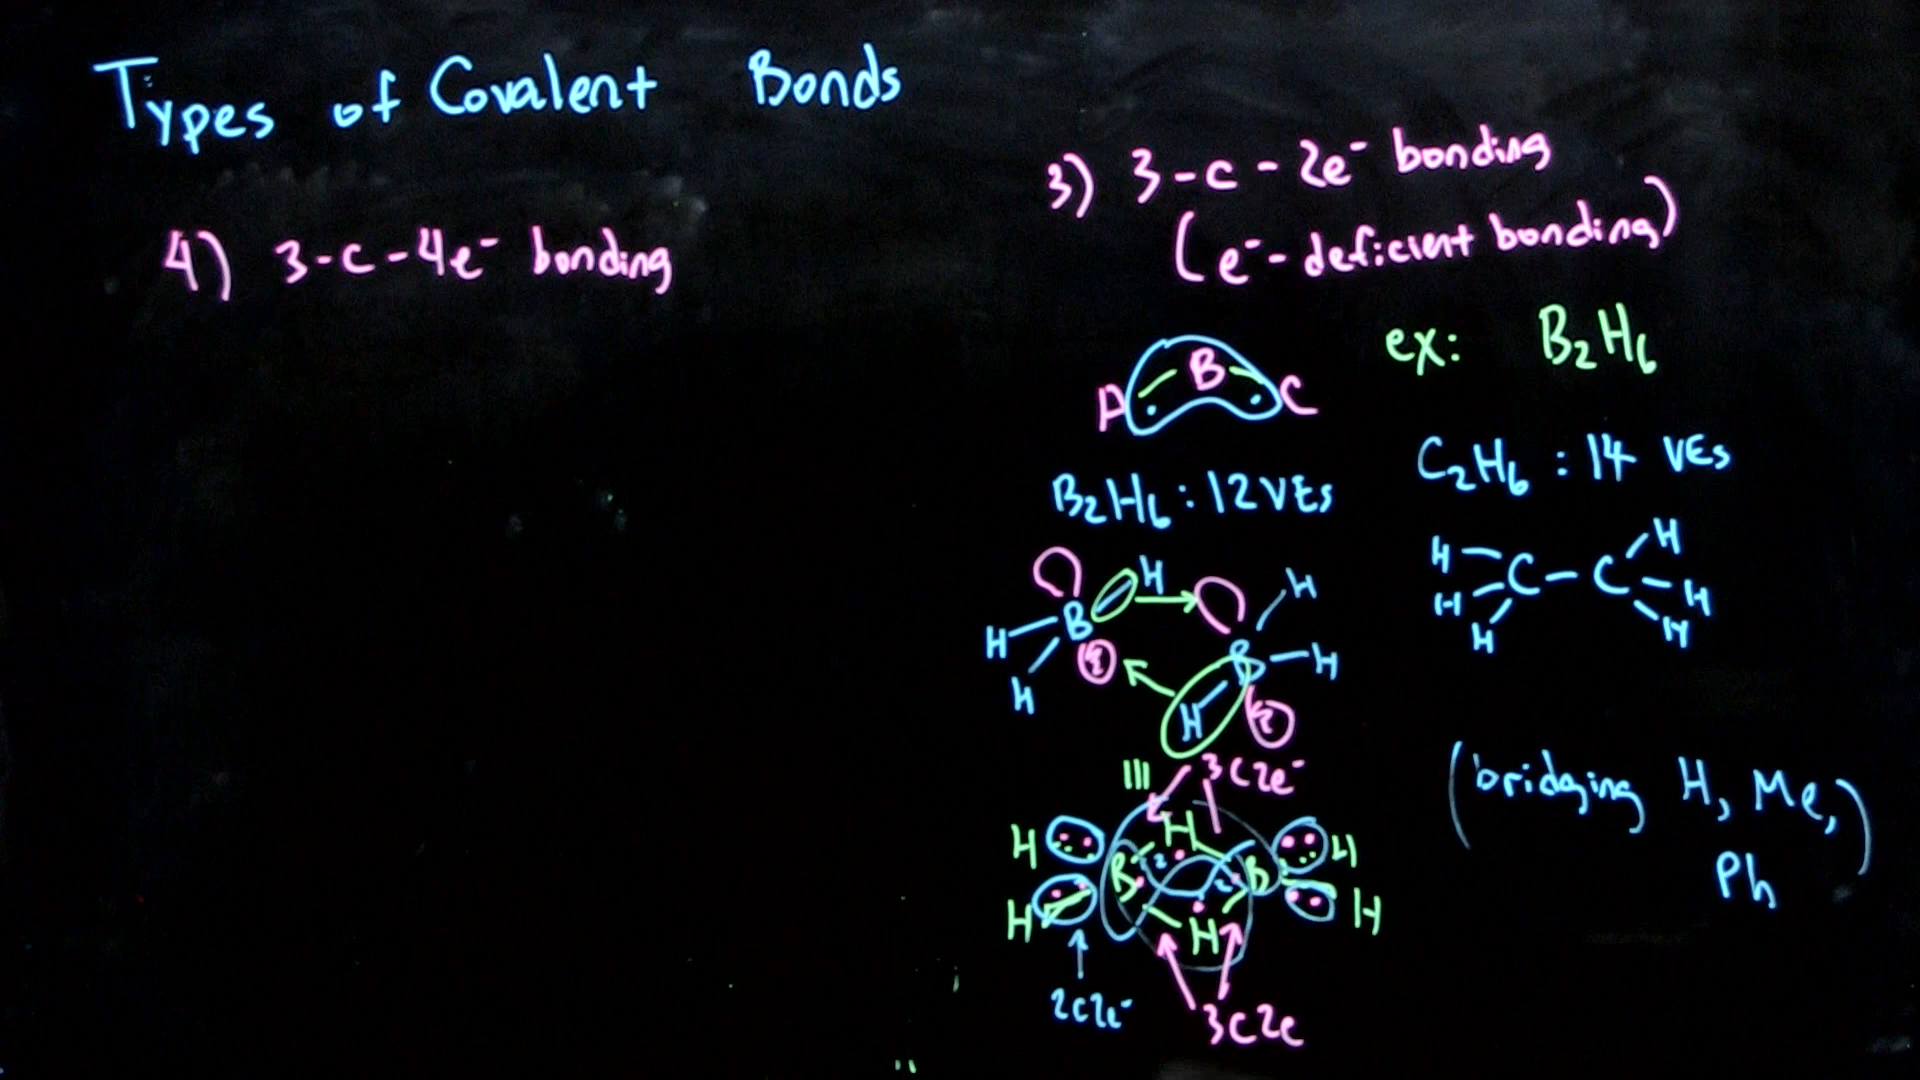 Types of Covalent Bonds
4) 3-c-4e⁻ bonding
3) 3-c-2e⁻ bonding
(e⁻-deficient bonding)
ex: B₂H₆
A B C
B₂H₆ : 12 VEs
C₂H₆ : 14 VEs
H C - C H
H H
H H
H H
B
H B H
H H
3c2e⁻
(bridging H, Me,
Ph)
H H H
B B
H H H
2c2e⁻
3c2e